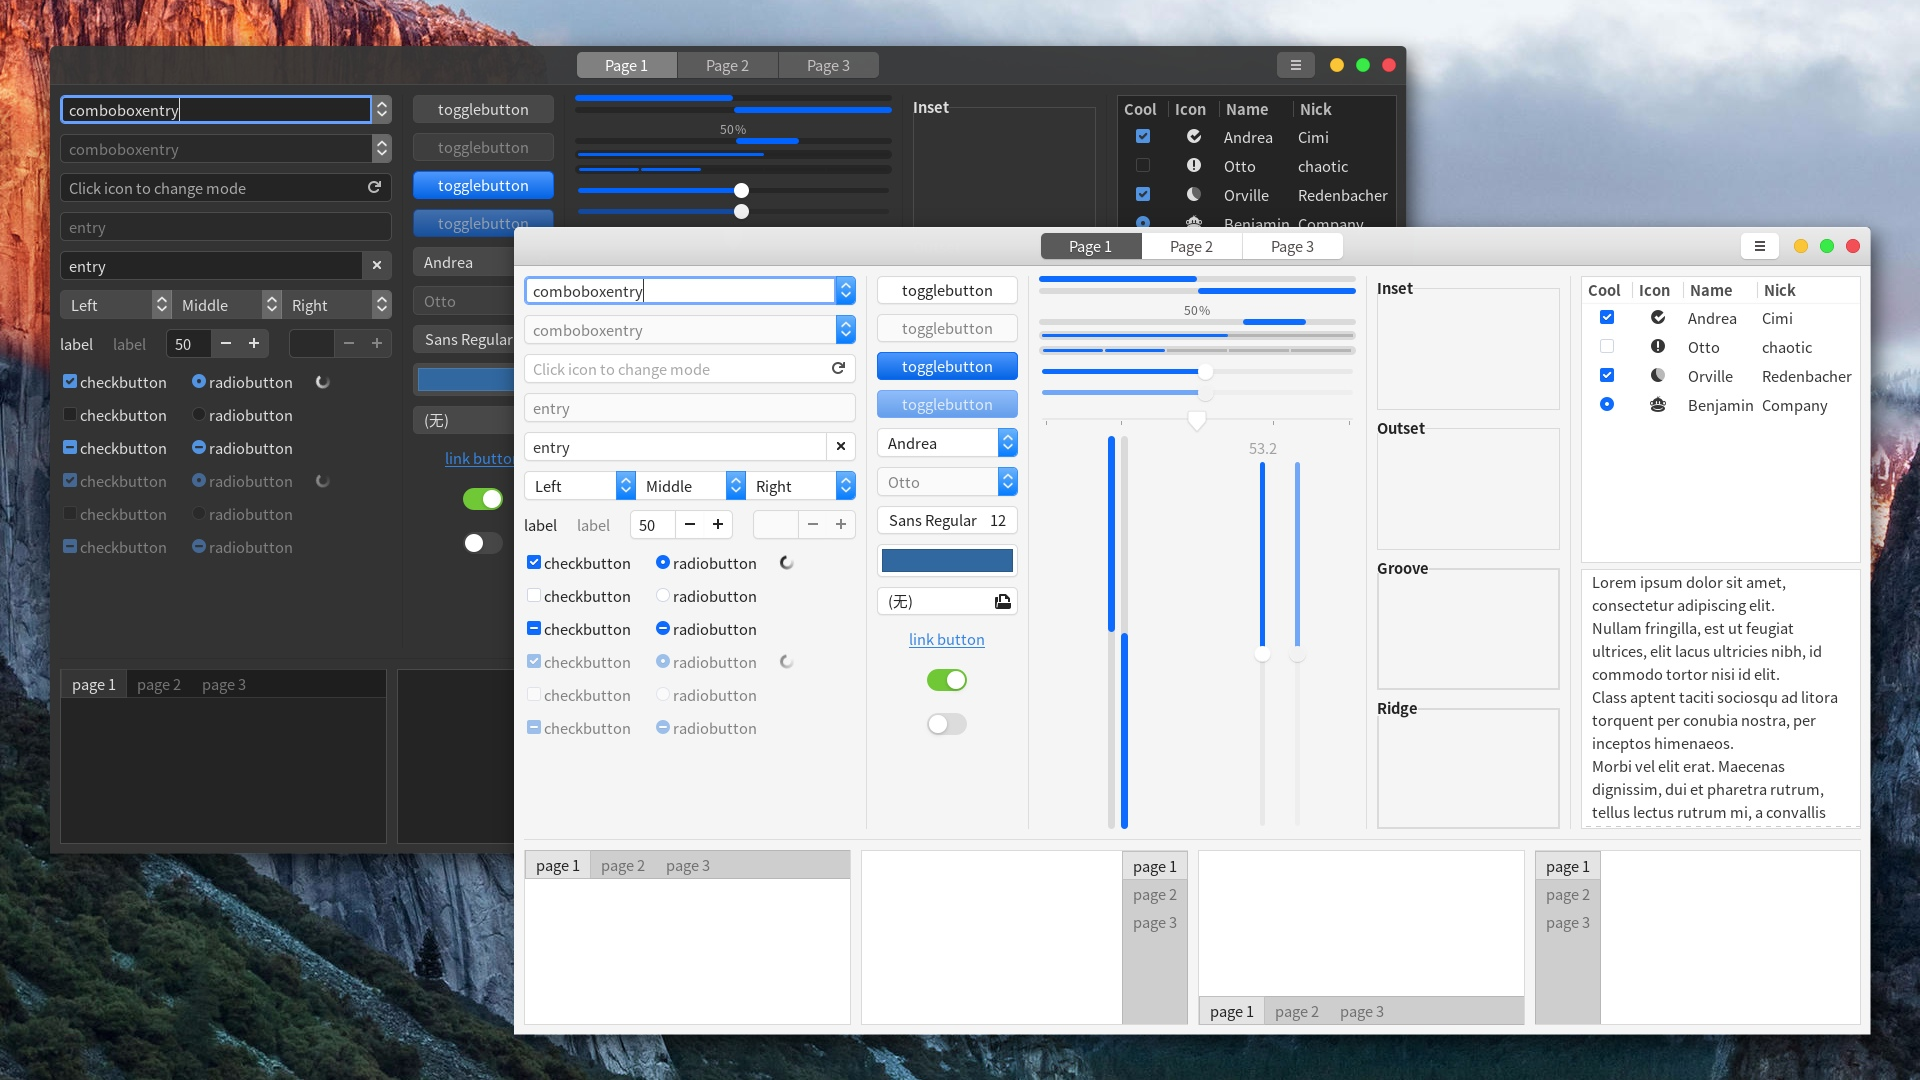 Page 1 Page 2 Page 3
comboboxentry
comboboxentry
Click icon to change mode
entry
entry
Left Middle Right
label label 50
checkbutton radiobutton
checkbutton radiobutton
checkbutton radiobutton
checkbutton radiobutton
checkbutton radiobutton
checkbutton radiobutton
togglebutton
togglebutton
togglebutton
togglebutton
Andrea
Otto
Sans Regular
(无)
link butto
50%
Inset
Cool Icon Name Nick
Andrea Cimi
Otto chaotic
Orville Redenbacher
Benjamin Company
page 1 page 2 page 3
Page 1 Page 2 Page 3
comboboxentry
comboboxentry
Click icon to change mode
entry
entry
Left Middle Right
label label 50
checkbutton radiobutton
checkbutton radiobutton
checkbutton radiobutton
checkbutton radiobutton
checkbutton radiobutton
checkbutton radiobutton
togglebutton
togglebutton
togglebutton
togglebutton
Andrea
Otto
Sans Regular 12
(无)
link button
50%
53.2
Inset
Outset
Groove
Ridge
Cool Icon Name Nick
Andrea Cimi
Otto chaotic
Orville Redenbacher
Benjamin Company
Lorem ipsum dolor sit amet,
consectetur adipiscing elit.
Nullam fringilla, est ut feugiat
ultrices, elit lacus ultricies nibh, id
commodo tortor nisi id elit.
Class aptent taciti sociosqu ad litora
torquent per conubia nostra, per
inceptos himenaeos.
Morbi vel elit erat. Maecenas
dignissim, dui et pharetra rutrum,
tellus lectus rutrum mi, a convallis
page 1 page 2 page 3
page 1
page 2
page 3
page 1 page 2 page 3
page 1
page 2
page 3